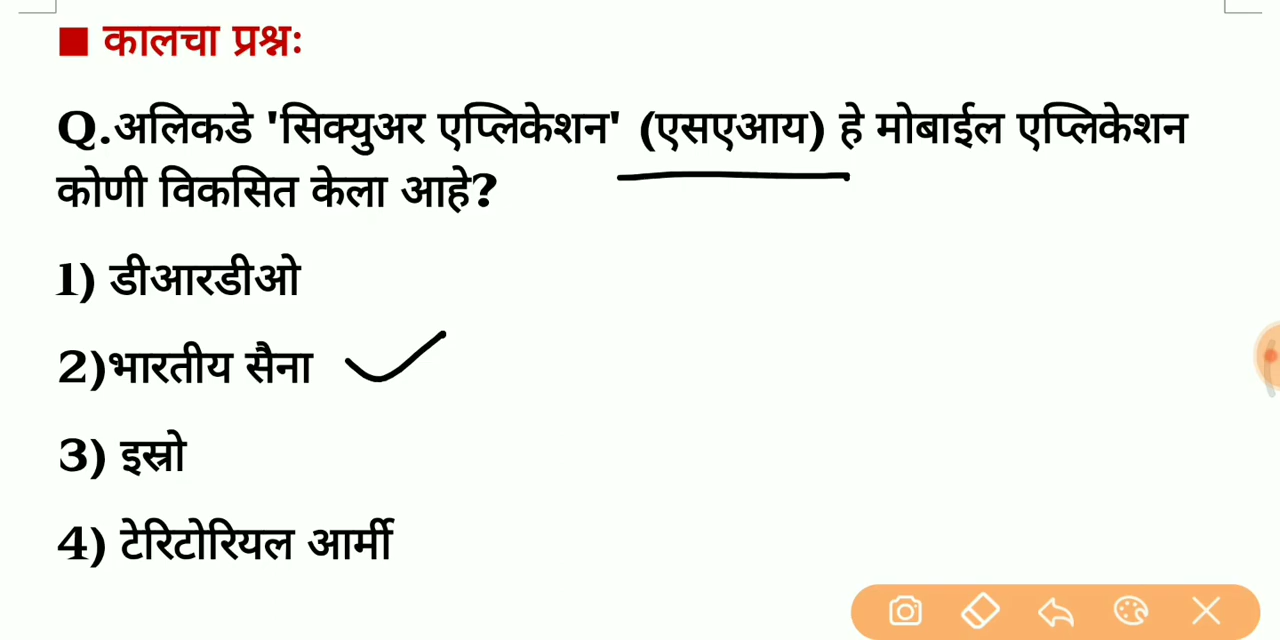 ■ कालचा प्रश्नः
Q.अलिकडे 'सिक्युअर एप्लिकेशन' (एसएआय) हे मोबाईल एप्लिकेशन
कोणी विकसित केला आहे?
1) डीआरडीओ
2)भारतीय सैना
3) इस्रो
4) टेरिटोरियल आर्मी